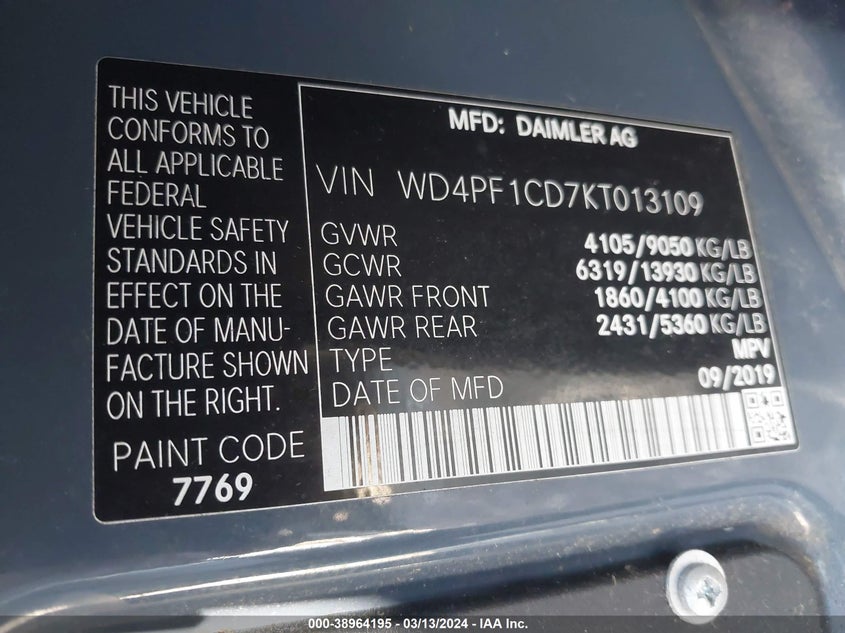 THIS VEHICLE
CONFORMS TO
ALL APPLICABLE
FEDERAL
VEHICLE SAFETY
STANDARDS IN
EFFECT ON THE
DATE OF MANU-
FACTURE SHOWN
ON THE RIGHT.
PAINT CODE
7769
MFD: DAIMLER AG
VIN WD4PF1CD7KT013109
GVWR 4105/9050 KG/LB
GCWR 6319/13930 KG/LB
GAWR FRONT 1860/4100 KG/LB
GAWR REAR 2431/5360 KG/LB
TYPE MPV
DATE OF MFD 09/2019
000-38964195 — 03/13/2024 — IAA Inc.